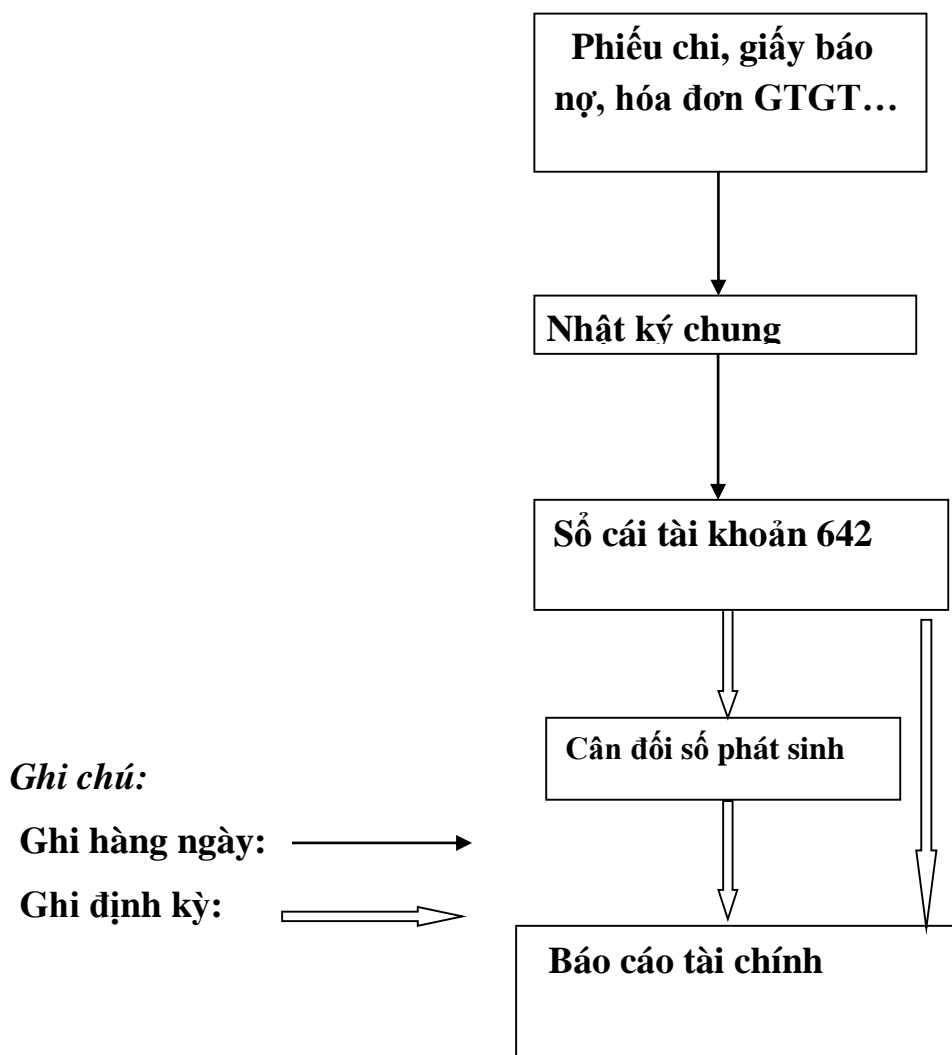 Phiếu chi, giấy báo
nợ, hóa đơn GTGT…
Nhật ký chung
Sổ cái tài khoản 642
Cân đối số phát sinh
Ghi chú:
Ghi hàng ngày:
Ghi định kỳ:
Báo cáo tài chính